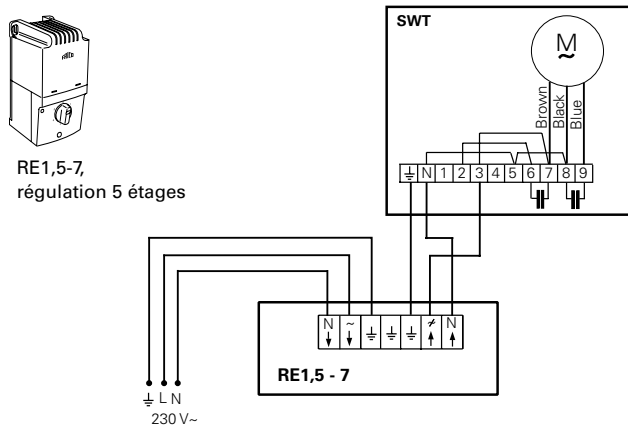 RE1,5-7,
régulation 5 étages
SWT
M
~
Brown
Black
Blue
N 1 2 3 4 5 6 7 8 9
N ~ N
RE1,5 - 7
L N
230 V~